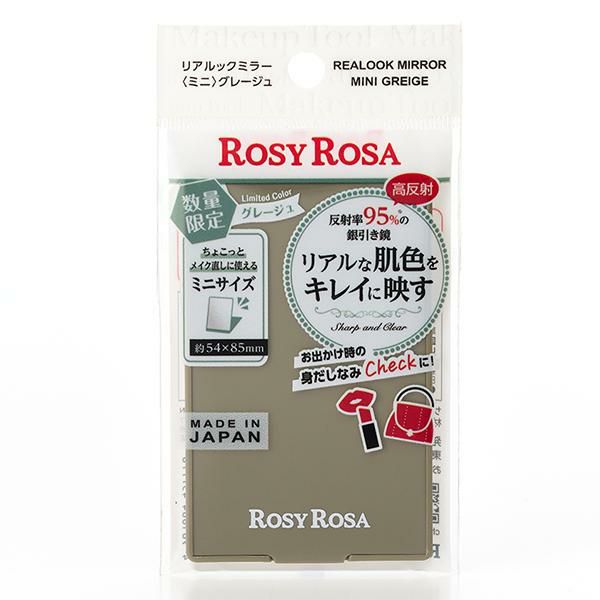 Makeup Tool Mak
リアルックミラー
〈ミニ〉グレージュ
REALOOK MIRROR
MINI GREIGE
ROSY ROSA
数量
限定
Limited Color
グレージュ
高反射
反射率95%の
銀引き鏡
リアルな肌色を
キレイに映す
Sharp and Clear
ちょこっと
メイク直しに使える
ミニサイズ
約54×85mm
お出かけ時の
身だしなみCheckに!
MADE IN
JAPAN
ROSY ROSA